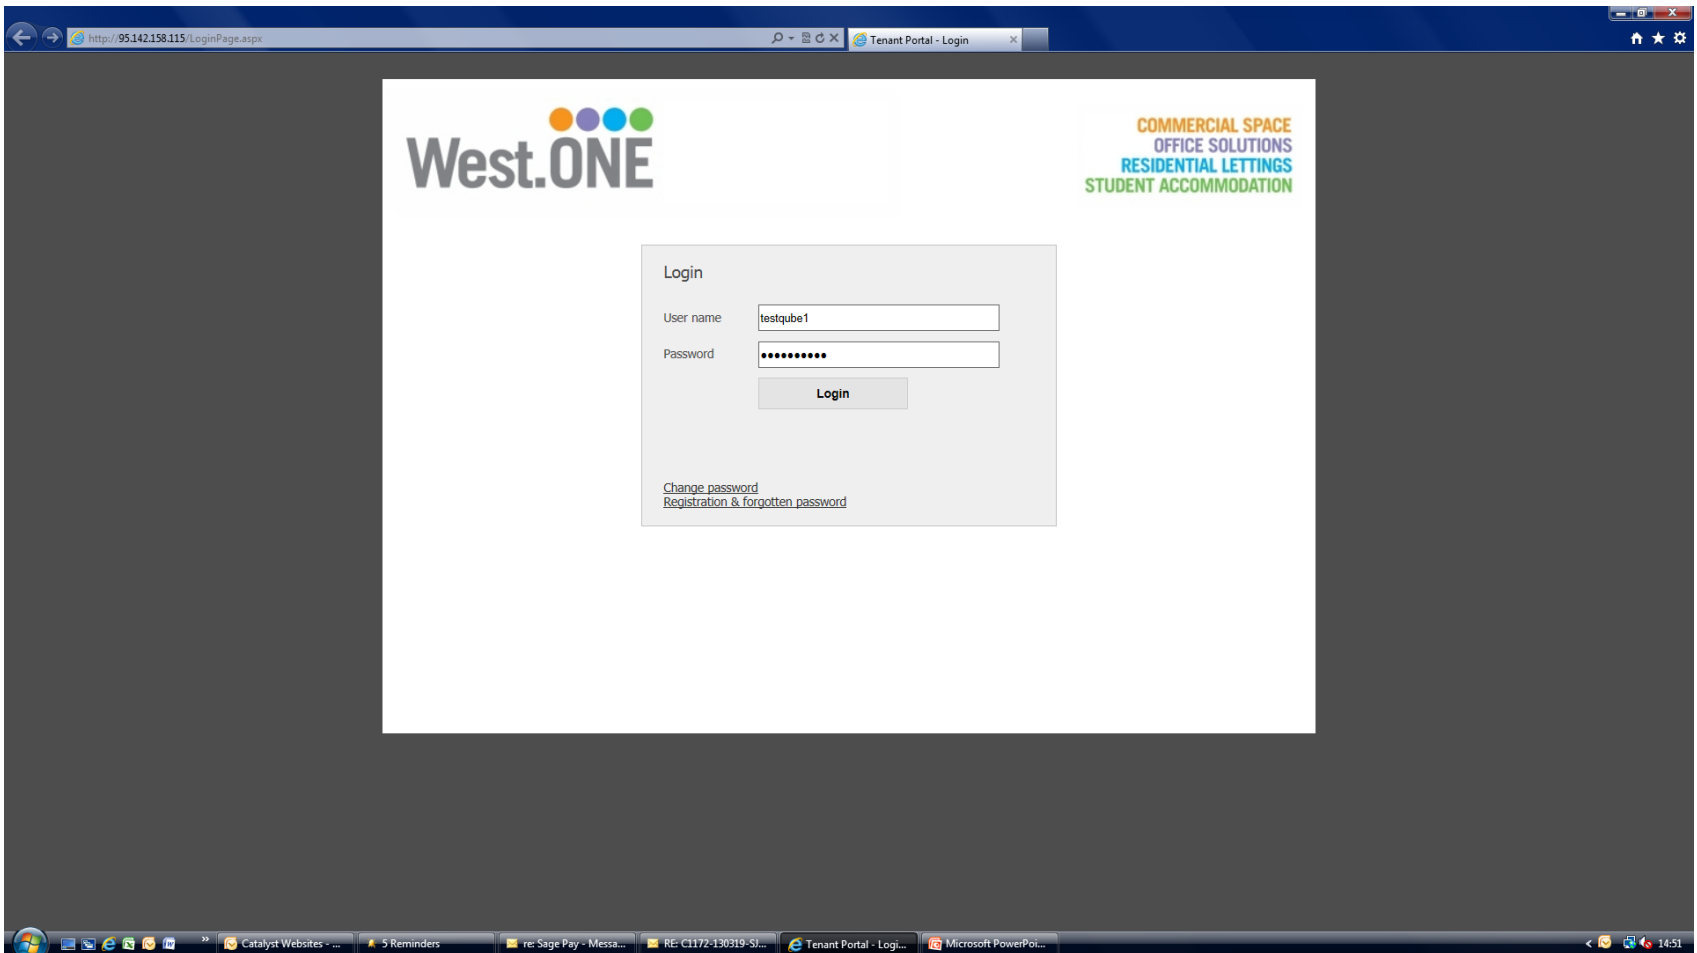 http://95.142.158.115/LoginPage.aspx
Tenant Portal - Login
West.ONE
COMMERCIAL SPACE
OFFICE SOLUTIONS
RESIDENTIAL LETTINGS
STUDENT ACCOMMODATION
Login
User name testqube1
Password ••••••••••
Login
Change password
Registration & forgotten password
Catalyst Websites - ... 5 Reminders re: Sage Pay - Messa... RE: C1172-130319-SJ... Tenant Portal - Logi... Microsoft PowerPoi... 14:51